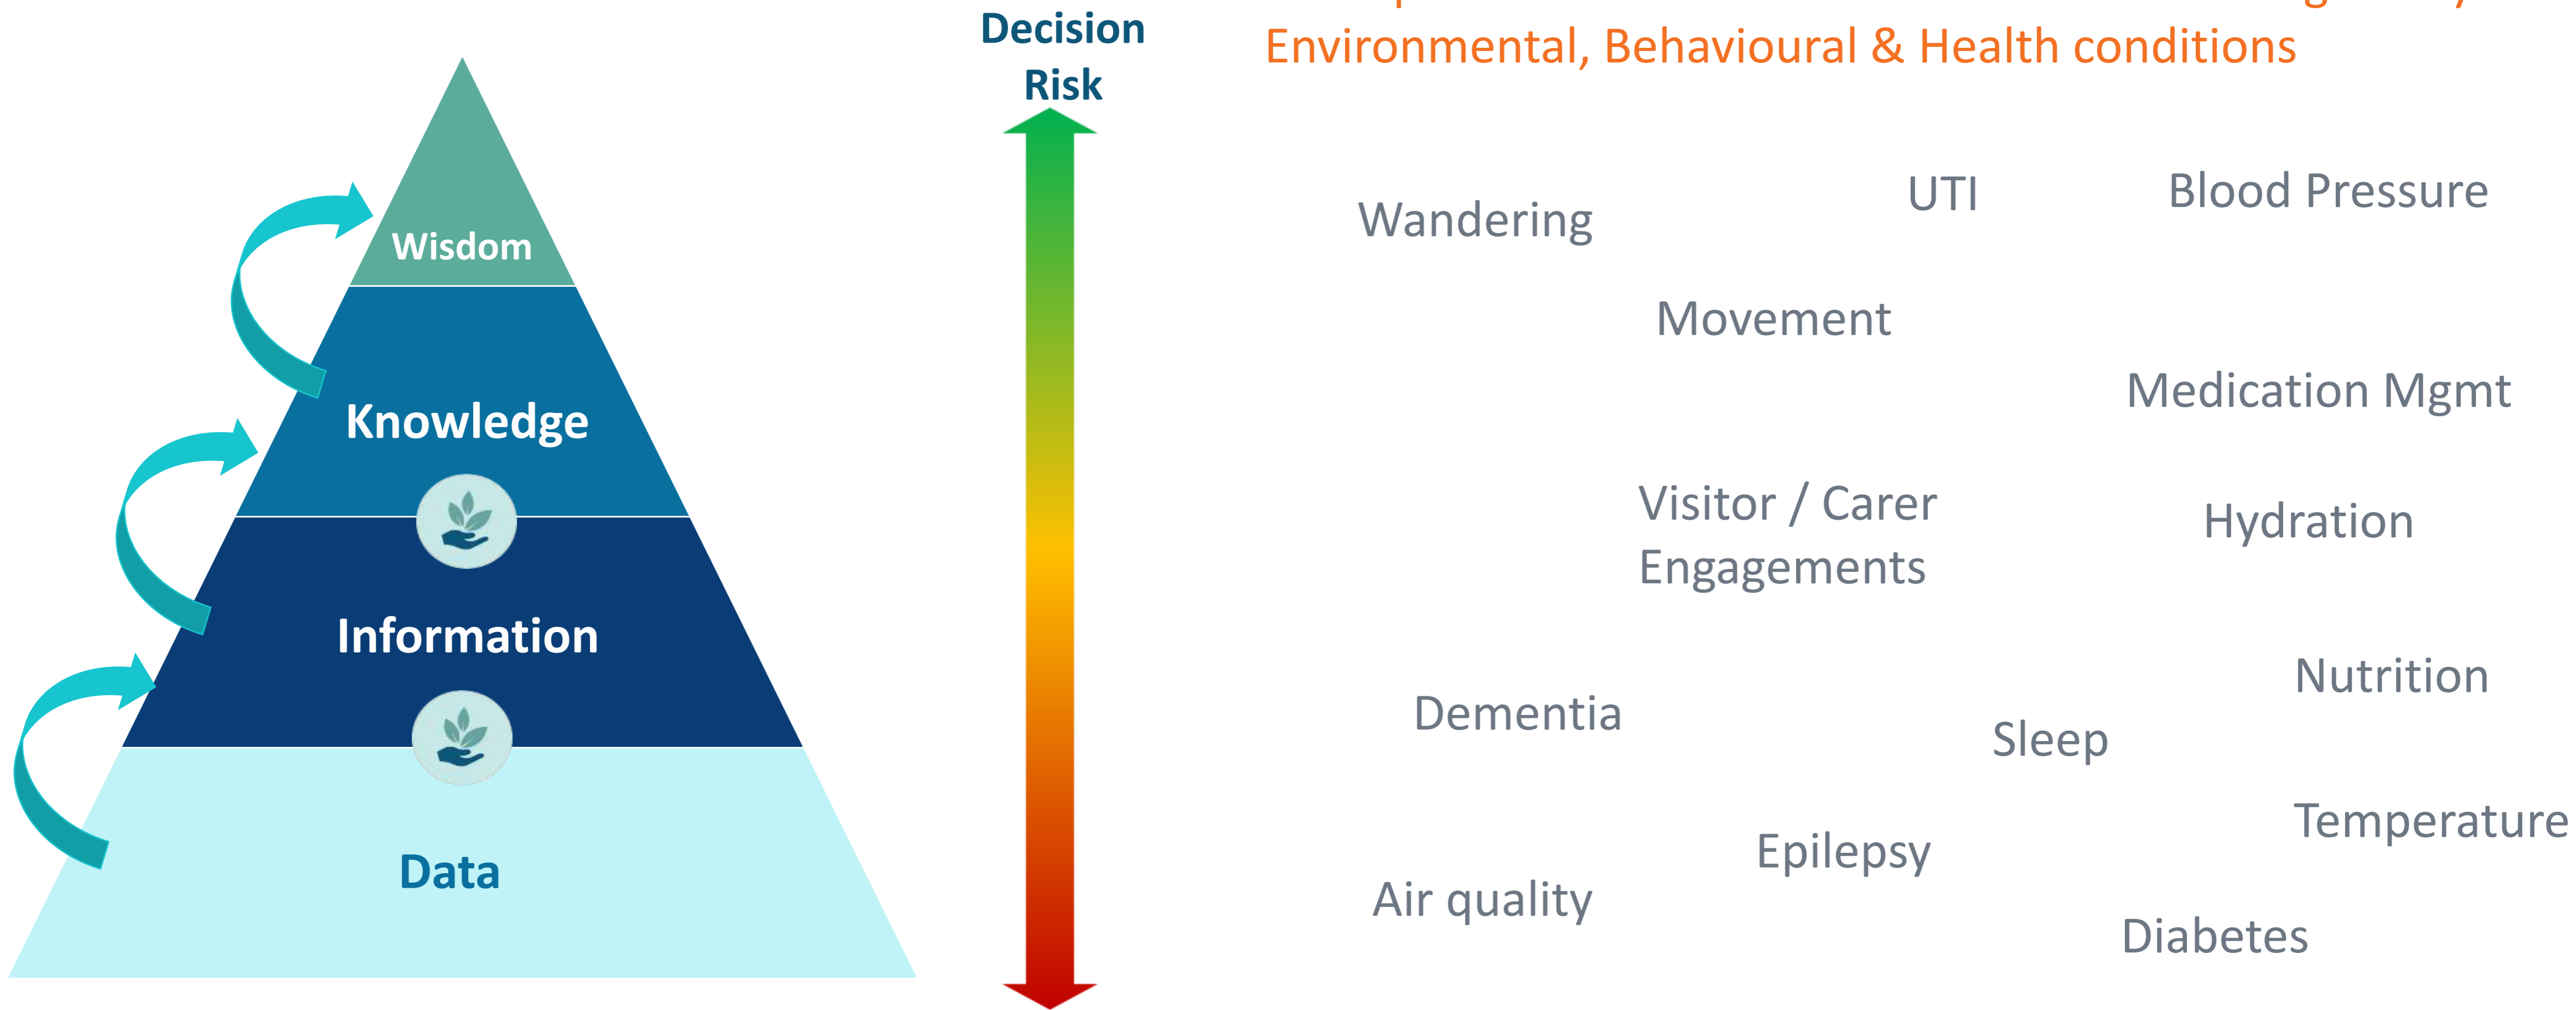 Decision
Risk
Environmental, Behavioural & Health conditions
Wisdom
Knowledge
Information
Data
Wandering
UTI
Blood Pressure
Movement
Medication Mgmt
Visitor / Carer
Engagements
Hydration
Nutrition
Dementia
Sleep
Temperature
Epilepsy
Air quality
Diabetes